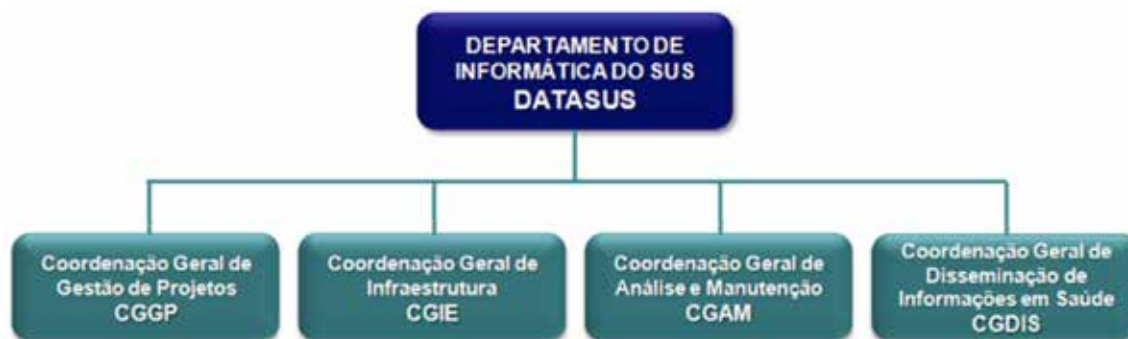 DEPARTAMENTO DE
INFORMÁTICA DO SUS
DATASUS
Coordenação Geral de
Gestão de Projetos
CGGP
Coordenação Geral de
Infraestrutura
CGIE
Coordenação Geral de
Análise e Manutenção
CGAM
Coordenação Geral de
Disseminação de
Informações em Saúde
CGDIS